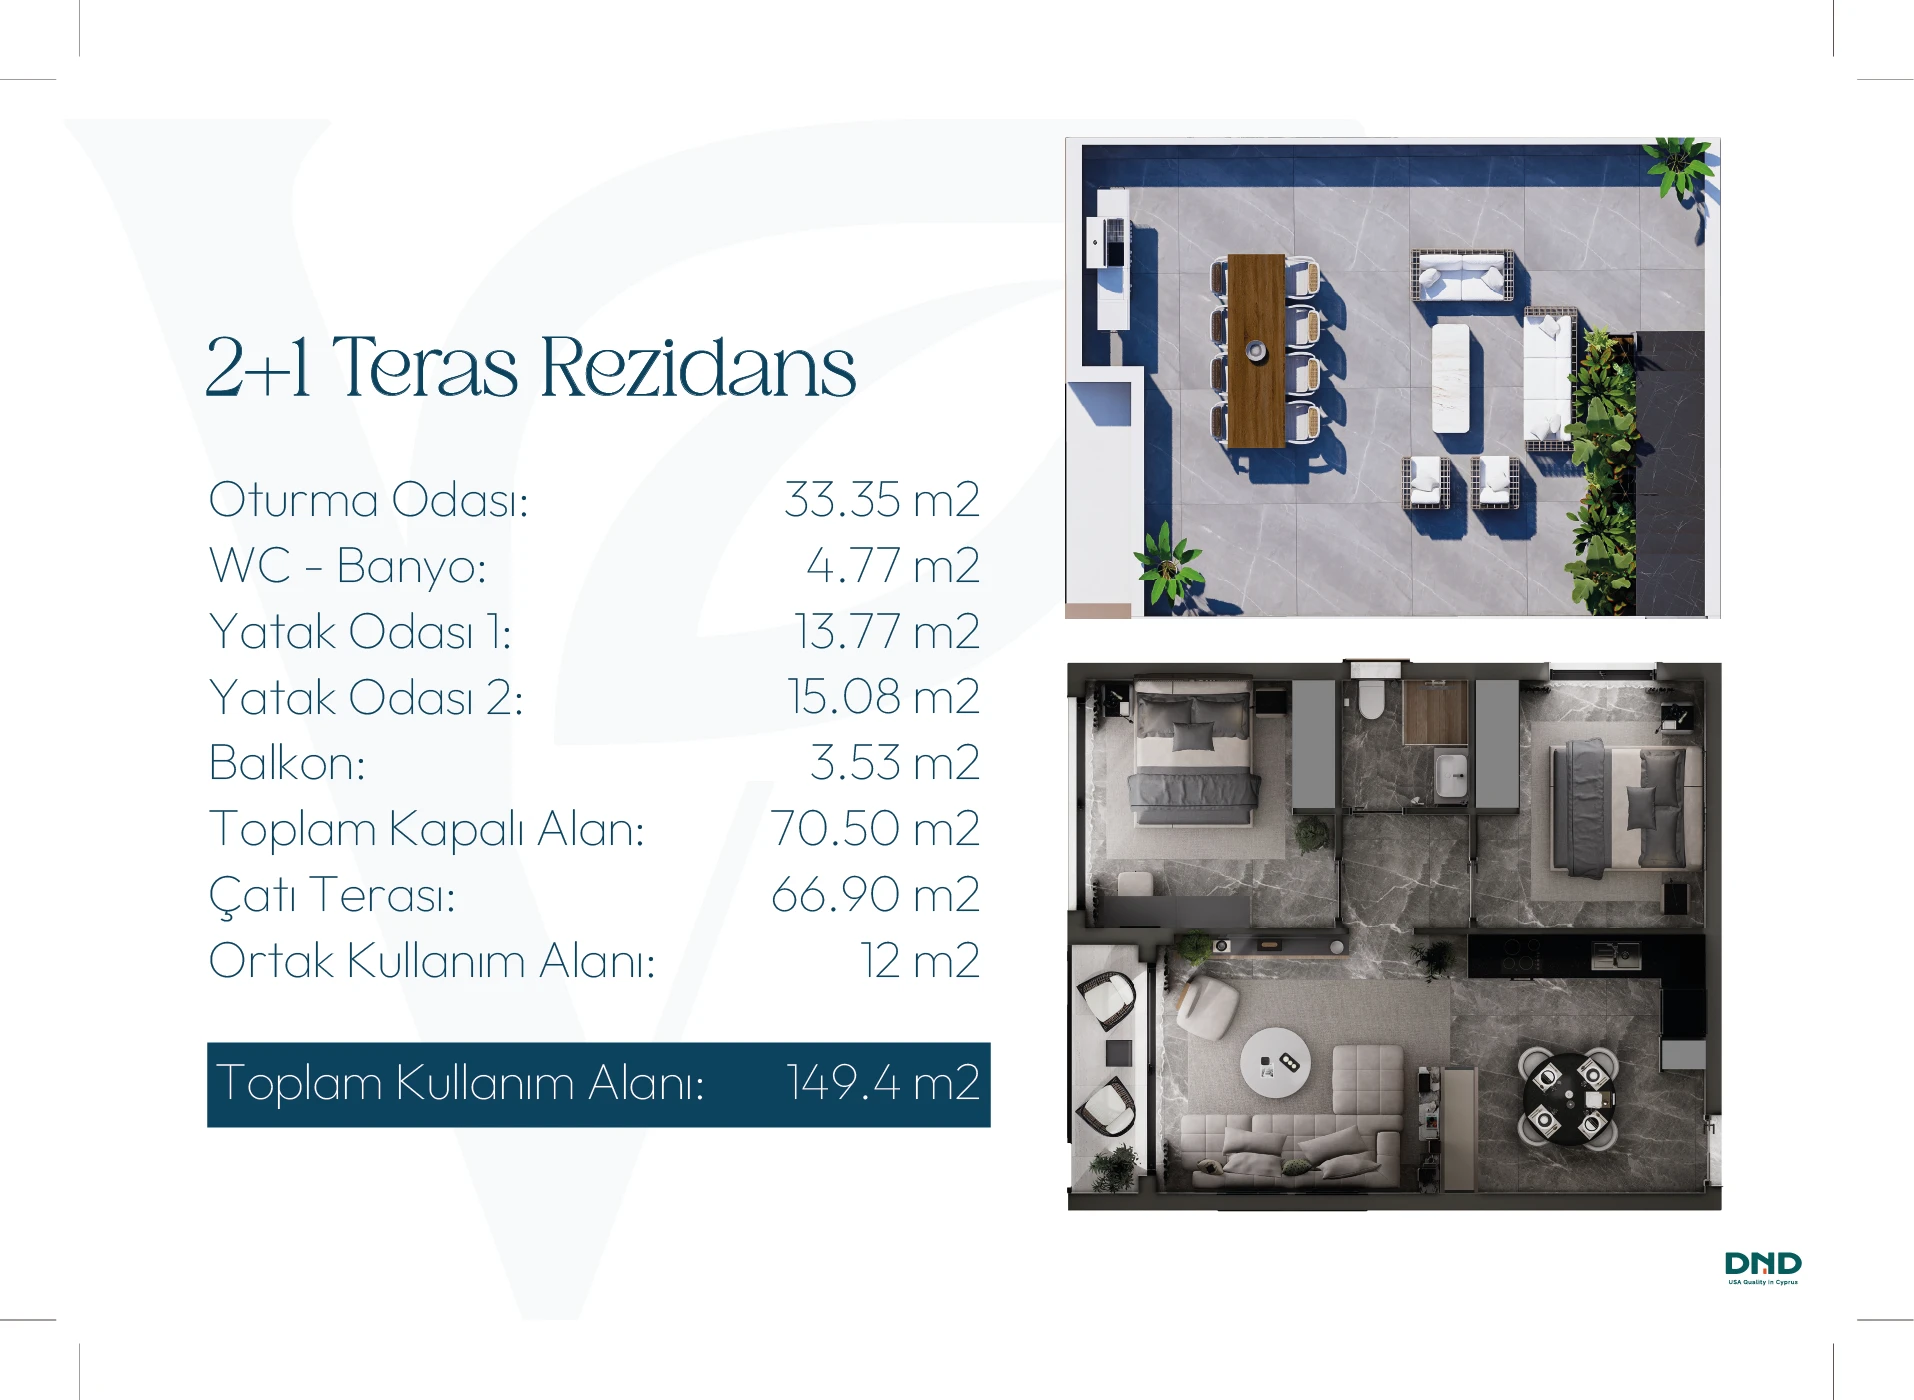 2+1 Teras Rezidans
Oturma Odası: 33.35 m2
WC - Banyo: 4.77 m2
Yatak Odası 1: 13.77 m2
Yatak Odası 2: 15.08 m2
Balkon: 3.53 m2
Toplam Kapalı Alan: 70.50 m2
Çatı Terası: 66.90 m2
Ortak Kullanım Alanı: 12 m2
Toplam Kullanım Alanı: 149.4 m2
DND
USA Quality in Cyprus